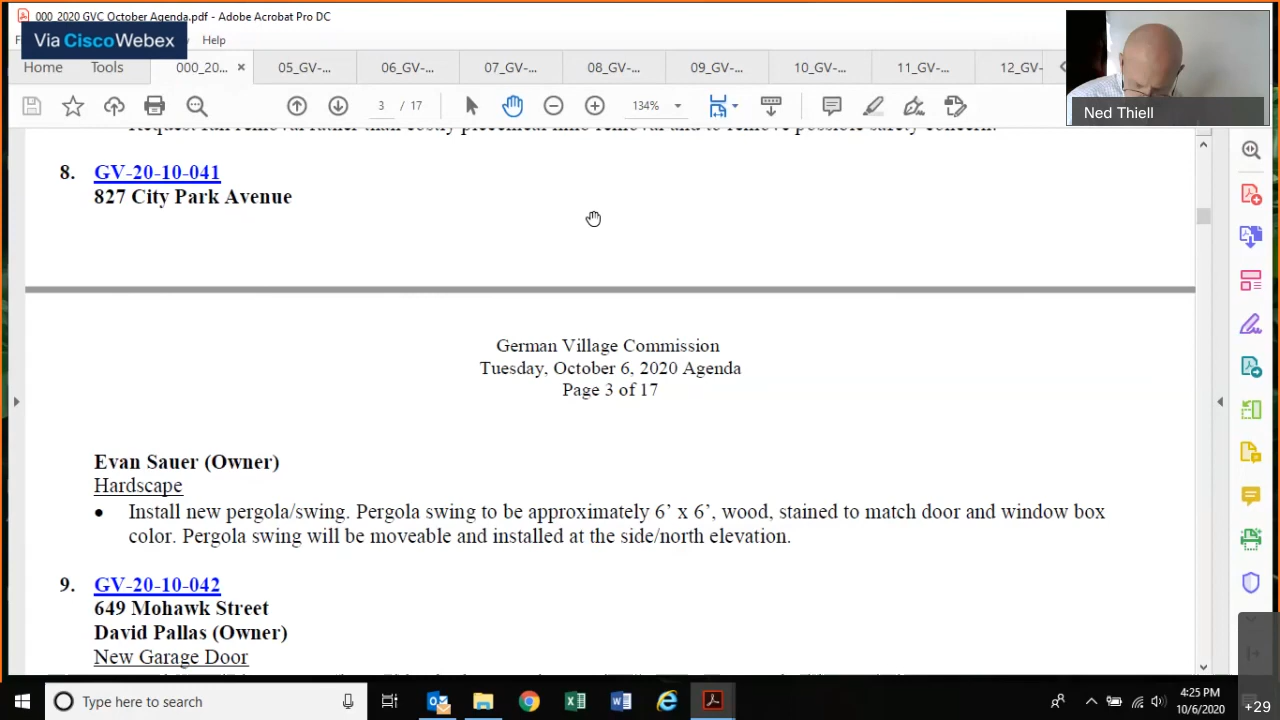 000_2020 GVC October Agenda.pdf - Adobe Acrobat Pro DC
Via Cisco Webex
Help
Home Tools 000_20... × 05_GV-... 06_GV-... 07_GV-... 08_GV-... 09_GV-... 10_GV-... 11_GV-... 12_GV-
3 / 17 134%
Ned Thiell
8. GV-20-10-041
827 City Park Avenue
German Village Commission
Tuesday, October 6, 2020 Agenda
Page 3 of 17
Evan Sauer (Owner)
Hardscape
• Install new pergola/swing. Pergola swing to be approximately 6’ x 6’, wood, stained to match door and window box
color. Pergola swing will be moveable and installed at the side/north elevation.
9. GV-20-10-042
649 Mohawk Street
David Pallas (Owner)
New Garage Door
Type here to search
4:25 PM
10/6/2020
+29